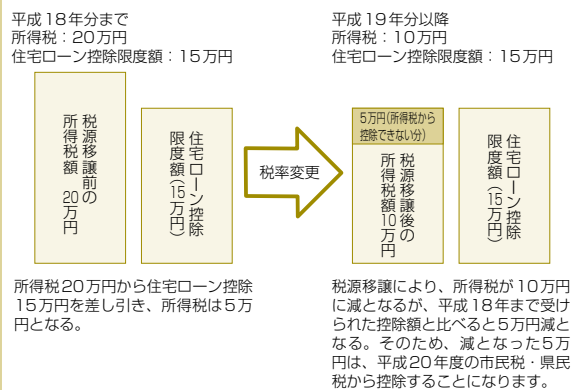 平成18年分まで
所得税：20万円
住宅ローン控除限度額：15万円
税源移譲前の
所得税額 20万円
住宅ローン控除
限度額（15万円）
所得税20万円から住宅ローン控除
15万円を差し引き、所得税は5万
円となる。
税率変更
平成19年分以降
所得税：10万円
住宅ローン控除限度額：15万円
5万円（所得税から
控除できない分）
税源移譲後の
所得税額10万円
住宅ローン控除
限度額（15万円）
税源移譲により、所得税が10万円
に減となるが、平成18年まで受け
られた控除額と比べると5万円減と
なる。そのため、減となった5万
円は、平成20年度の市民税・県民
税から控除することになります。